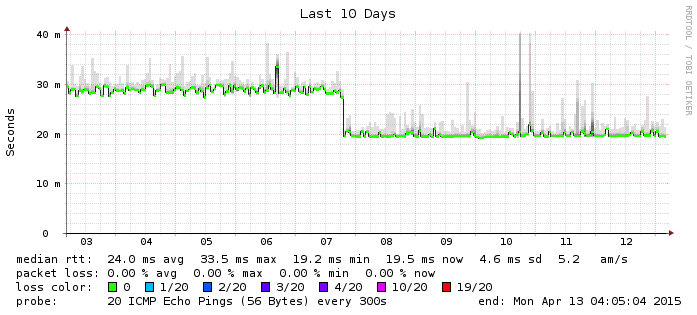 Last 10 Days
RRDTOOL / TOBI OETIKER
Seconds
40 m
30 m
20 m
10 m
0
03 04 05 06 07 08 09 10 11 12
median rtt: 24.0 ms avg 33.5 ms max 19.2 ms min 19.5 ms now 4.6 ms sd 5.2 am/s
packet loss: 0.00 % avg 0.00 % max 0.00 % min 0.00 % now
loss color: 0 1/20 2/20 3/20 4/20 10/20 19/20
probe: 20 ICMP Echo Pings (56 Bytes) every 300s end: Mon Apr 13 04:05:04 2015